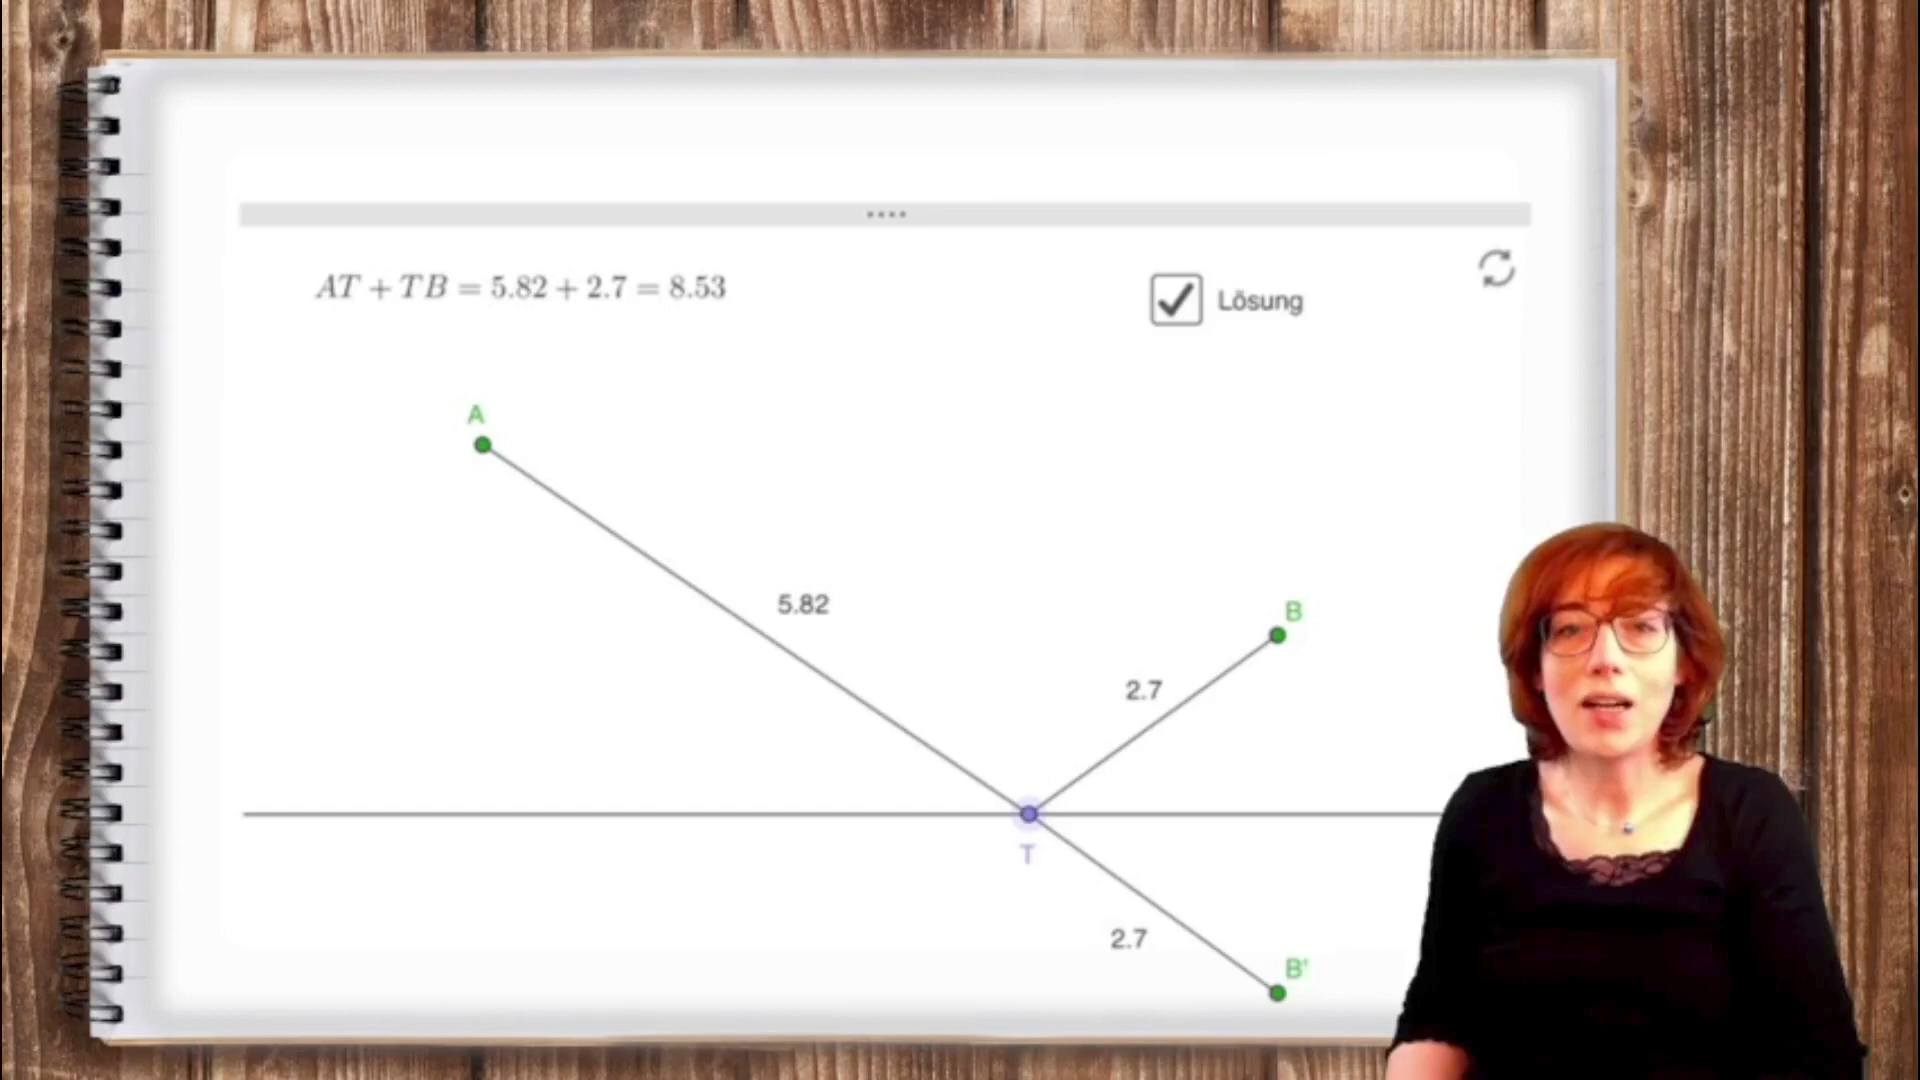 AT + TB = 5.82 + 2.7 = 8.53
Lösung
A
5.82
B
2.7
T
2.7
B'